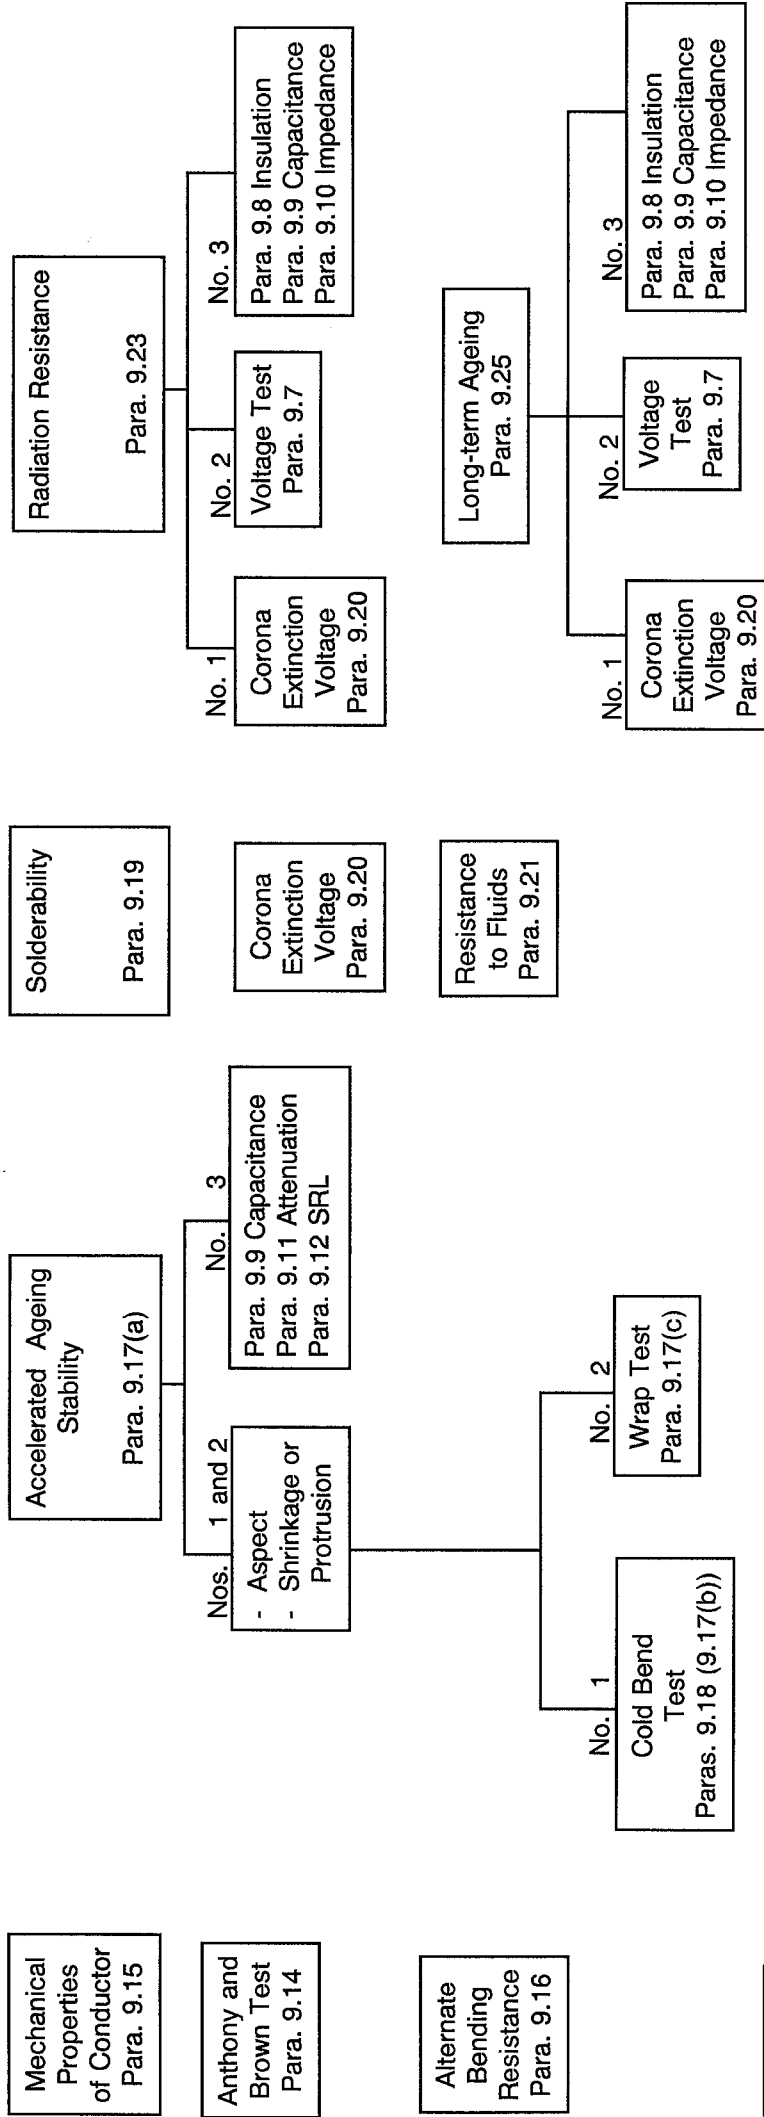 Mechanical
Properties
of Conductor
Para. 9.15
Anthony and
Brown Test
Para. 9.14
Alternate
Bending
Resistance
Para. 9.16
Accelerated Ageing
Stability
Para. 9.17(a)
Nos. 1 and 2
- Aspect
- Shrinkage or
Protrusion
No. 3
Para. 9.9 Capacitance
Para. 9.11 Attenuation
Para. 9.12 SRL
No. 1
Cold Bend
Test
Paras. 9.18 (9.17(b))
No. 2
Wrap Test
Para. 9.17(c)
Solderability
Para. 9.19
Corona
Extinction
Voltage
Para. 9.20
Resistance
to Fluids
Para. 9.21
Radiation Resistance
Para. 9.23
No. 1
Corona
Extinction
Voltage
Para. 9.20
No. 2
Voltage Test
Para. 9.7
No. 3
Para. 9.8 Insulation
Para. 9.9 Capacitance
Para. 9.10 Impedance
Long-term Ageing
Para. 9.25
No. 1
Corona
Extinction
Voltage
Para. 9.20
No. 2
Voltage
Test
Para. 9.7
No. 3
Para. 9.8 Insulation
Para. 9.9 Capacitance
Para. 9.10 Impedance